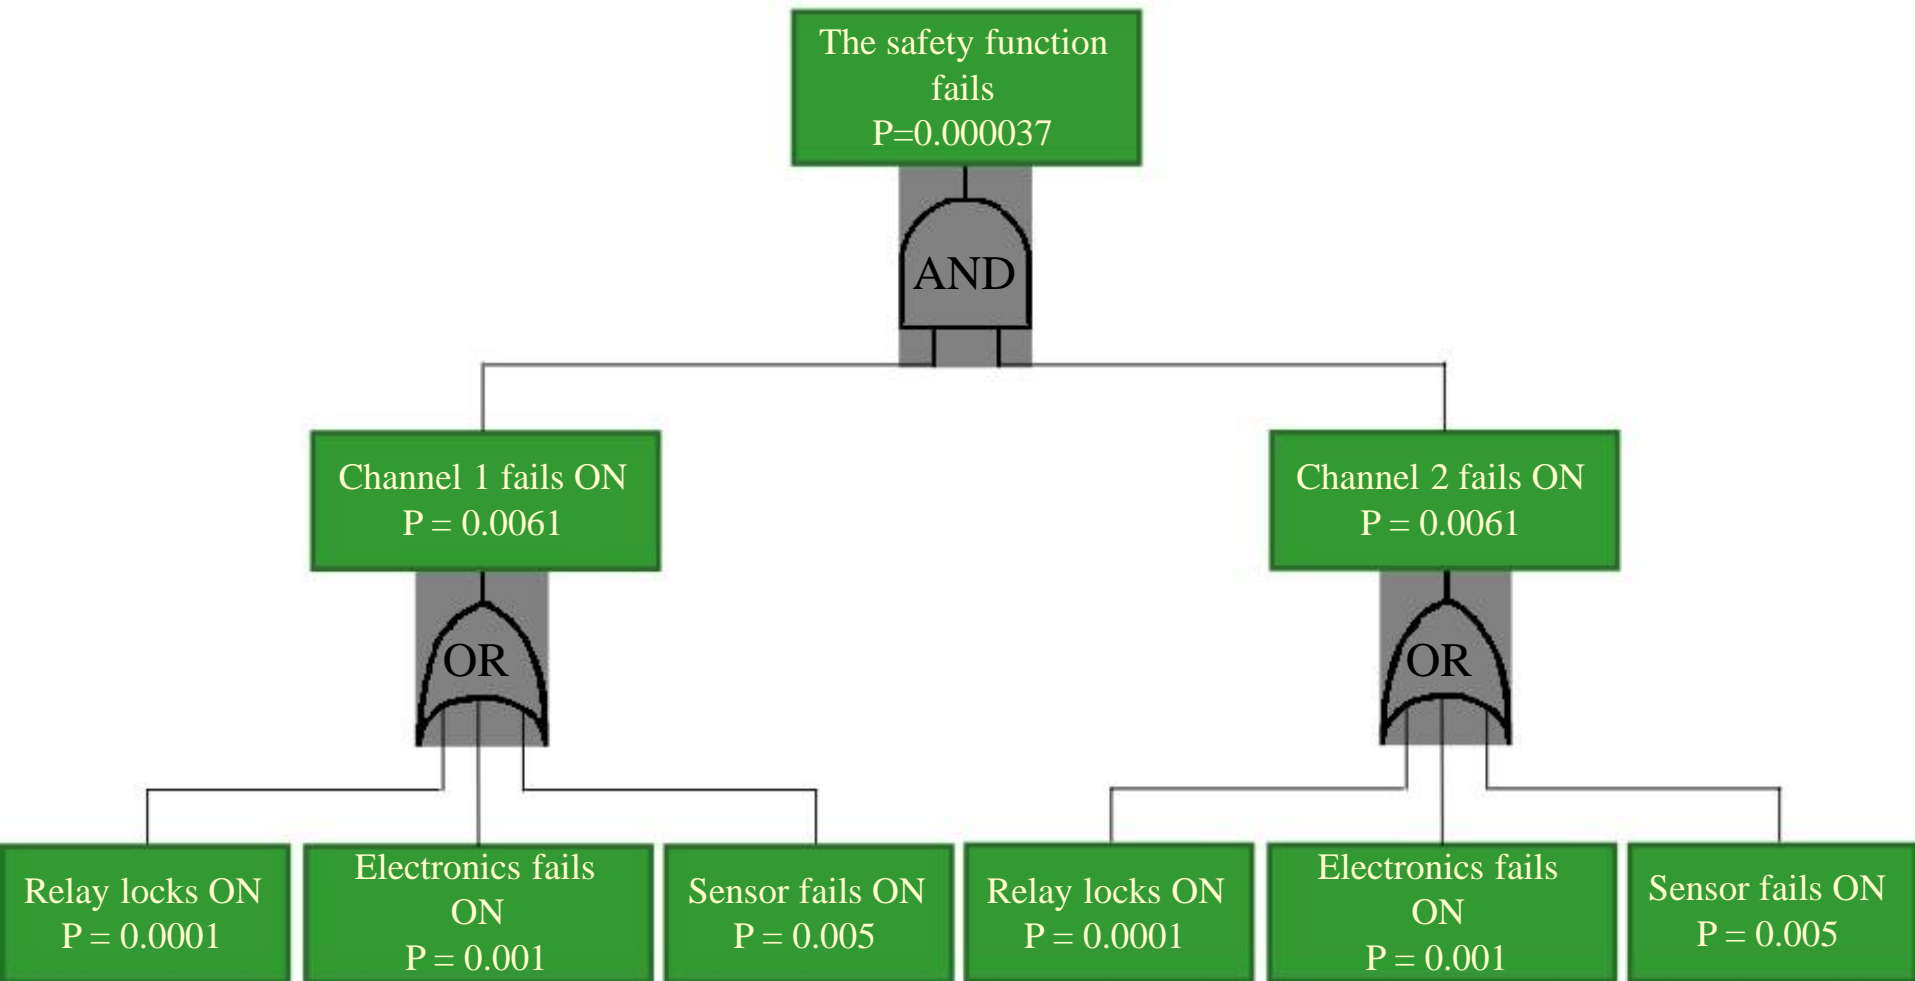 The safety function
fails
P=0.000037
AND
Channel 1 fails ON
P = 0.0061
Channel 2 fails ON
P = 0.0061
OR
OR
Relay locks ON
P = 0.0001
Electronics fails
ON
P = 0.001
Sensor fails ON
P = 0.005
Relay locks ON
P = 0.0001
Electronics fails
ON
P = 0.001
Sensor fails ON
P = 0.005